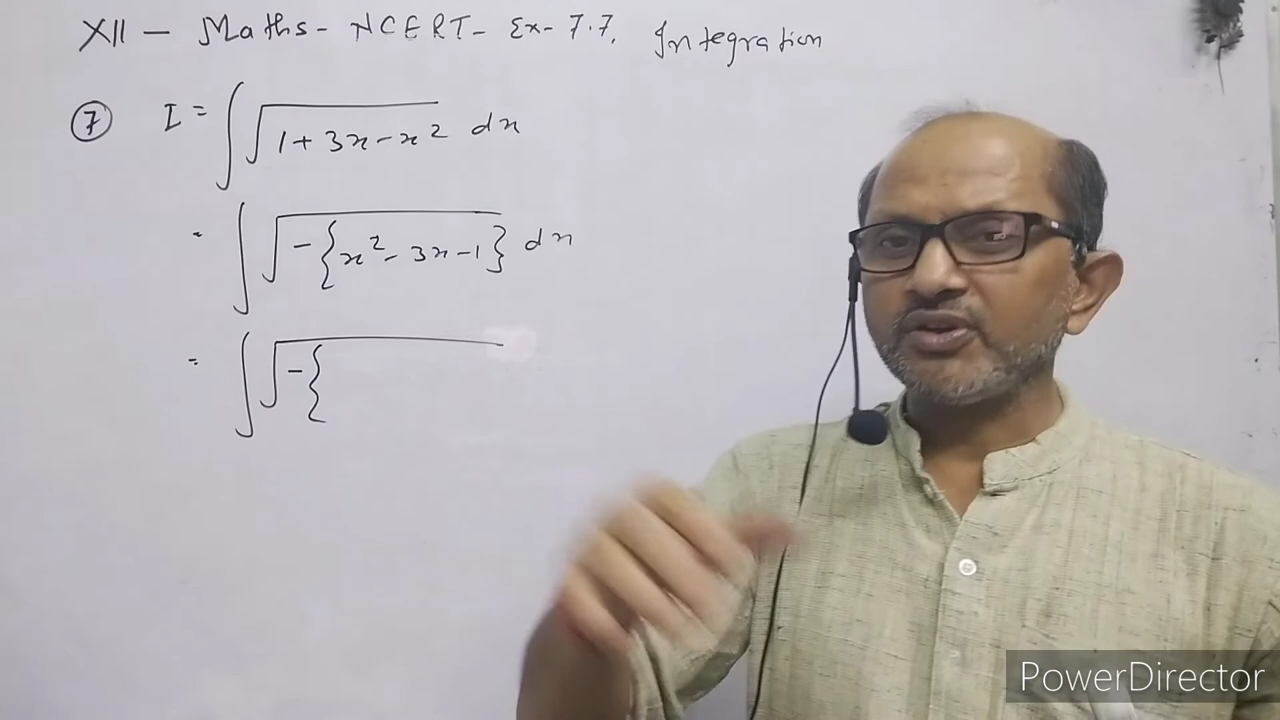 XII – Maths – NCERT – Ex- 7.7. Integration
⑦ I = ∫√(1 + 3x – x²) dx
= ∫√(–{x² – 3x – 1}) dx
= ∫√–{
PowerDirector